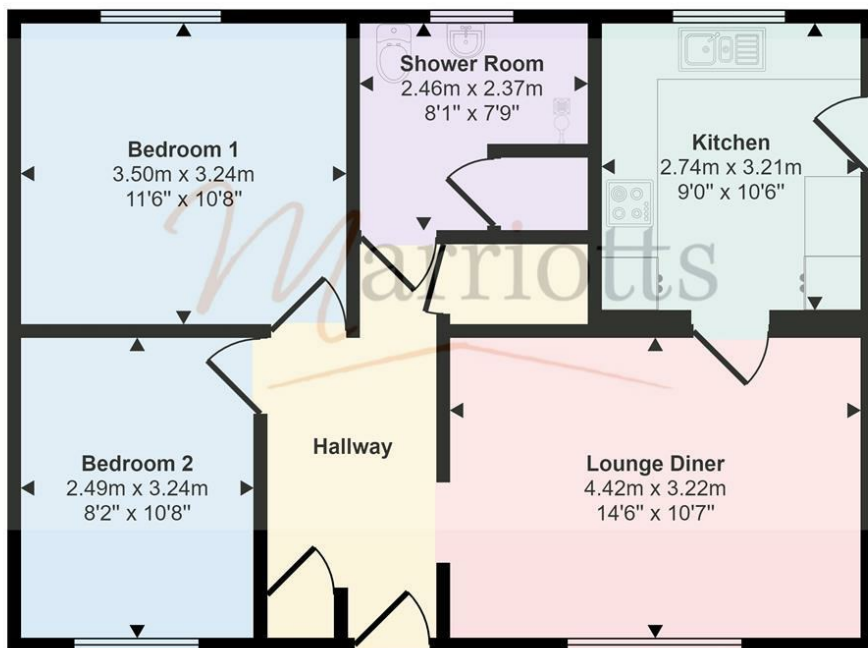 Bedroom 1
3.50m x 3.24m
11'6" x 10'8"
Shower Room
2.46m x 2.37m
8'1" x 7'9"
Kitchen
2.74m x 3.21m
9'0" x 10'6"
Marriotts
Hallway
Bedroom 2
2.49m x 3.24m
8'2" x 10'8"
Lounge Diner
4.42m x 3.22m
14'6" x 10'7"